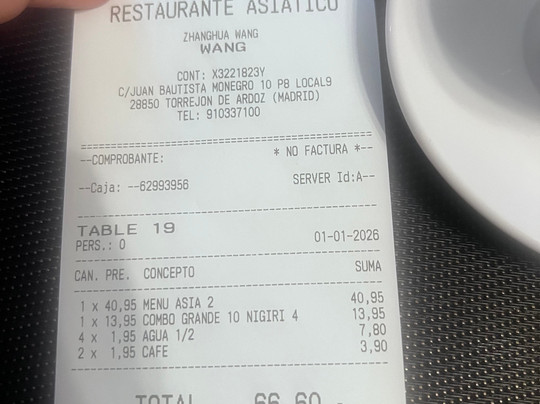 RESTAURANTE ASIATICO
ZHANGHUA WANG
WANG
CONT: X3221823Y
C/JUAN BAUTISTA MONEGRO 10 P8 LOCAL9
28850 TORREJON DE ARDOZ (MADRID)
TEL: 910337100
--COMPROBANTE: * NO FACTURA *--
--Caja: --62993956 SERVER Id:A--
TABLE 19
PERS.: 0 01-01-2026
CAN. PRE. CONCEPTO SUMA
1 x 40,95 MENU ASIA 2 40,95
1 x 13,95 COMBO GRANDE 10 NIGIRI 4 13,95
4 x 1,95 AGUA 1/2 7,80
2 x 1,95 CAFE 3,90
TOTAL 66,60